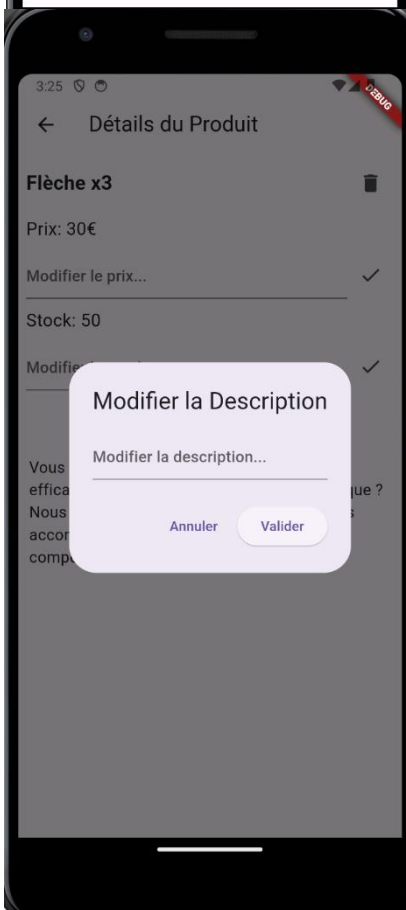 3:25
DEBUG
Détails du Produit
Flèche x3
Prix: 30€
Modifier le prix...
Stock: 50
Modifie
Modifier la Description
Modifier la description...
Annuler
Valider
Vous
effica que ?
Nous s
accor
compé